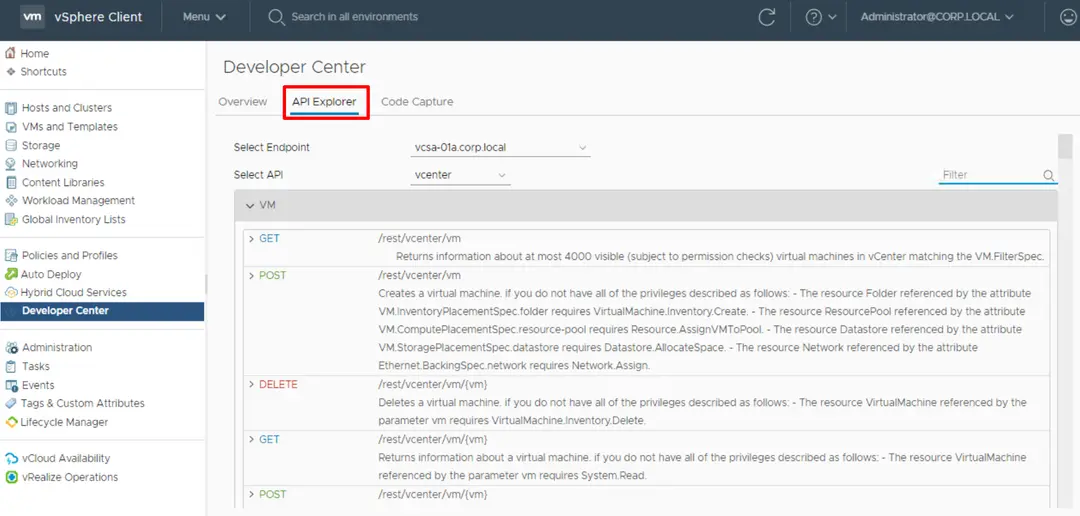 vm vSphere Client Menu Search in all environments Administrator@CORP.LOCAL
Home
Shortcuts
Hosts and Clusters
VMs and Templates
Storage
Networking
Content Libraries
Workload Management
Global Inventory Lists
Policies and Profiles
Auto Deploy
Hybrid Cloud Services
Developer Center
Administration
Tasks
Events
Tags & Custom Attributes
Lifecycle Manager
vCloud Availability
vRealize Operations
Developer Center
Overview API Explorer Code Capture
Select Endpoint vcsa-01a.corp.local
Select API vcenter Filter
VM
GET /rest/vcenter/vm
Returns information about at most 4000 visible (subject to permission checks) virtual machines in vCenter matching the VM.FilterSpec.
POST /rest/vcenter/vm
Creates a virtual machine. if you do not have all of the privileges described as follows: - The resource Folder referenced by the attribute
VM.InventoryPlacementSpec.folder requires VirtualMachine.Inventory.Create. - The resource ResourcePool referenced by the attribute
VM.ComputePlacementSpec.resource-pool requires Resource.AssignVMToPool. - The resource Datastore referenced by the attribute
VM.StoragePlacementSpec.datastore requires Datastore.AllocateSpace. - The resource Network referenced by the attribute
Ethernet.BackingSpec.network requires Network.Assign.
DELETE /rest/vcenter/vm/{vm}
Deletes a virtual machine. if you do not have all of the privileges described as follows: - The resource VirtualMachine referenced by the
parameter vm requires VirtualMachine.Inventory.Delete.
GET /rest/vcenter/vm/{vm}
Returns information about a virtual machine. if you do not have all of the privileges described as follows: - The resource VirtualMachine
referenced by the parameter vm requires System.Read.
POST /rest/vcenter/vm/{vm}